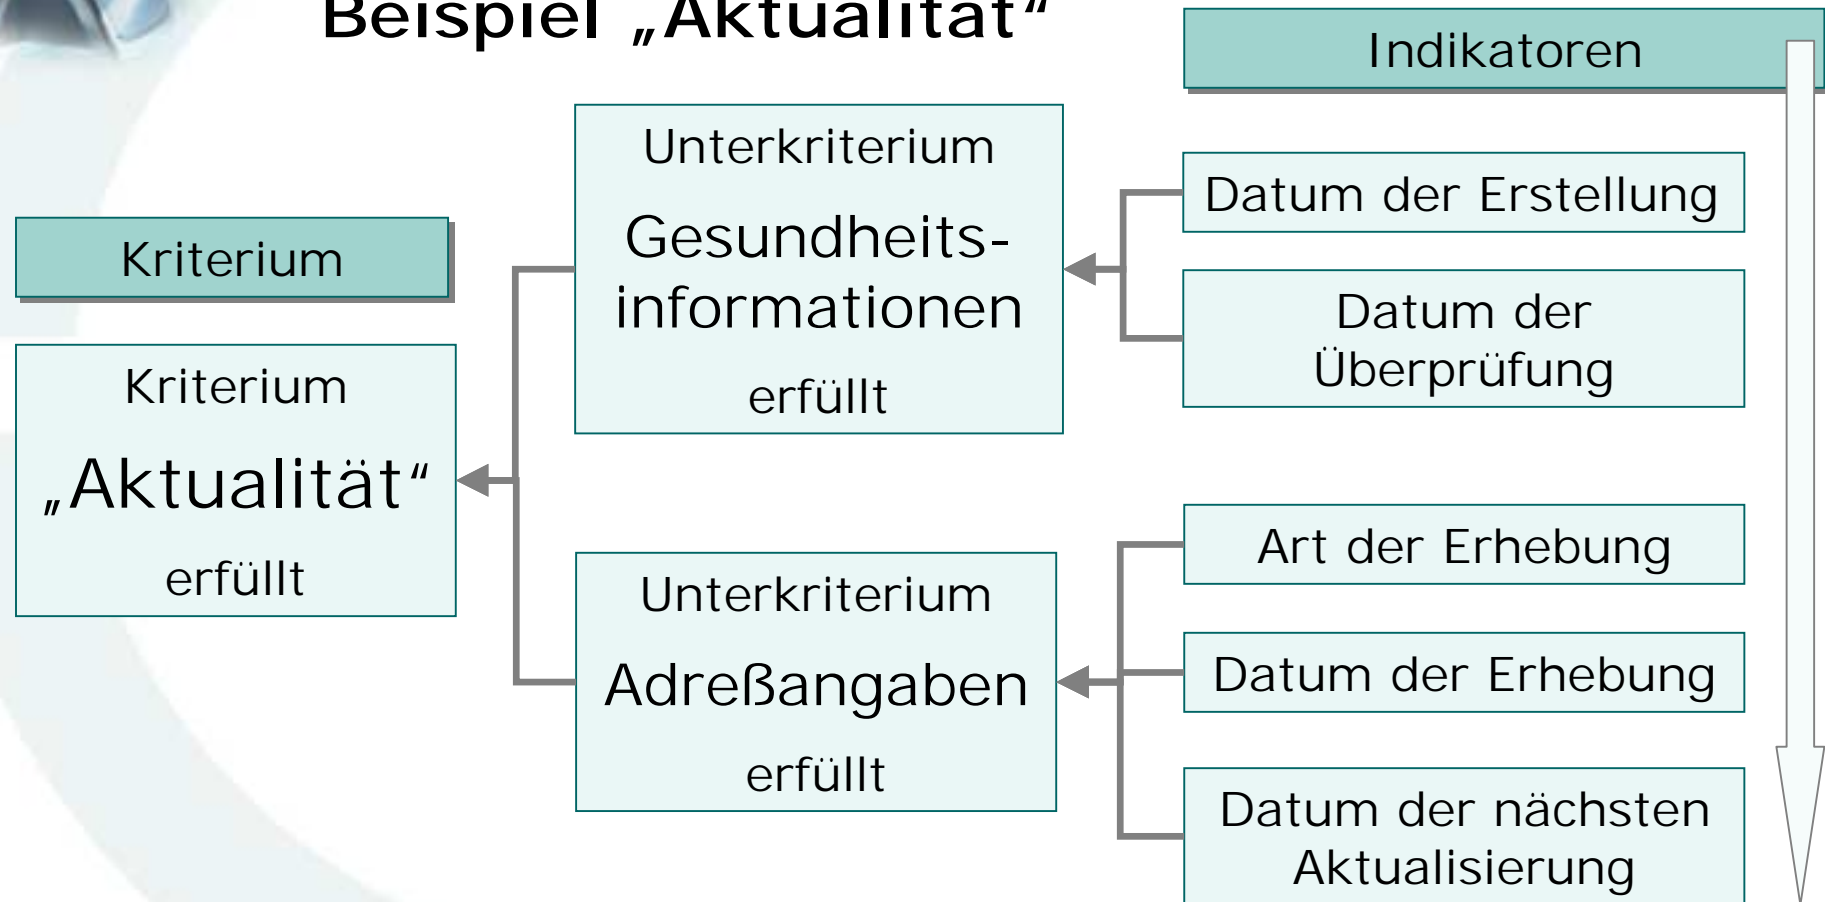 Beispiel „Aktualität“
Indikatoren
Kriterium
Kriterium
„Aktualität“
erfüllt
Unterkriterium
Gesundheits-
informationen
erfüllt
Datum der Erstellung
Datum der
Überprüfung
Unterkriterium
Adreßangaben
erfüllt
Art der Erhebung
Datum der Erhebung
Datum der nächsten
Aktualisierung